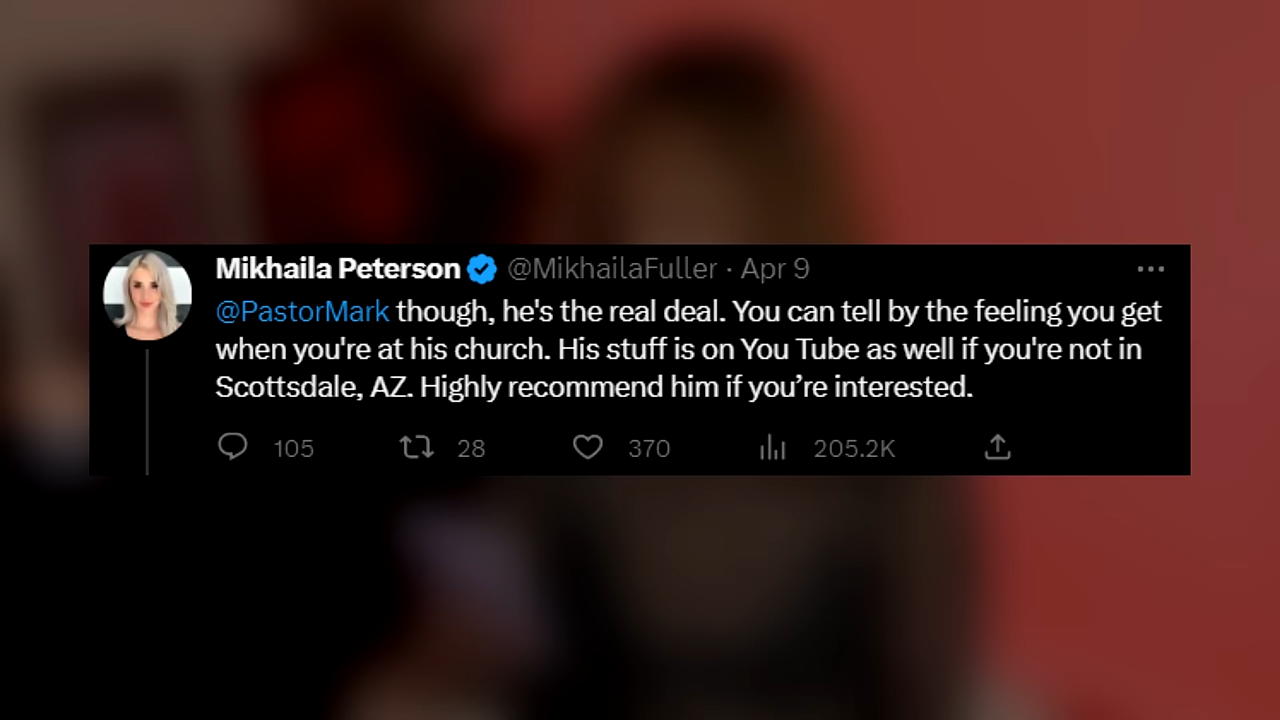 Mikhaila Peterson @MikhailaFuller · Apr 9
@PastorMark though, he's the real deal. You can tell by the feeling you get
when you're at his church. His stuff is on You Tube as well if you're not in
Scottsdale, AZ. Highly recommend him if you’re interested.
105 28 370 205.2K